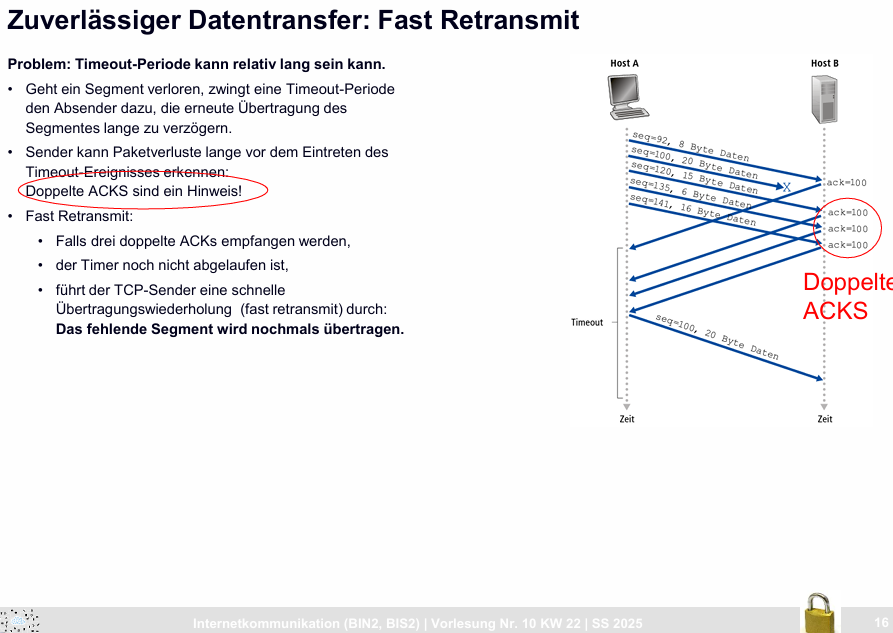 Zuverlässiger Datentransfer: Fast Retransmit
Problem: Timeout-Periode kann relativ lang sein kann.
• Geht ein Segment verloren, zwingt eine Timeout-Periode
den Absender dazu, die erneute Übertragung des
Segmentes lange zu verzögern.
• Sender kann Paketverluste lange vor dem Eintreten des
Timeout-Ereignisses erkennen:
Doppelte ACKS sind ein Hinweis!
• Fast Retransmit:
• Falls drei doppelte ACKs empfangen werden,
• der Timer noch nicht abgelaufen ist,
• führt der TCP-Sender eine schnelle
Übertragungswiederholung (fast retransmit) durch:
Das fehlende Segment wird nochmals übertragen.
Host A
Host B
seq=92, 8 Byte Daten
seq=100, 20 Byte Daten
seq=120, 15 Byte Daten
seq=135, 6 Byte Daten
seq=141, 16 Byte Daten
X
ack=100
ack=100
ack=100
ack=100
Doppelte
ACKS
Timeout
seq=100, 20 Byte Daten
Zeit
Zeit
Internetkommunikation (BIN2, BIS2) | Vorlesung Nr. 10 KW 22 | SS 2025
16